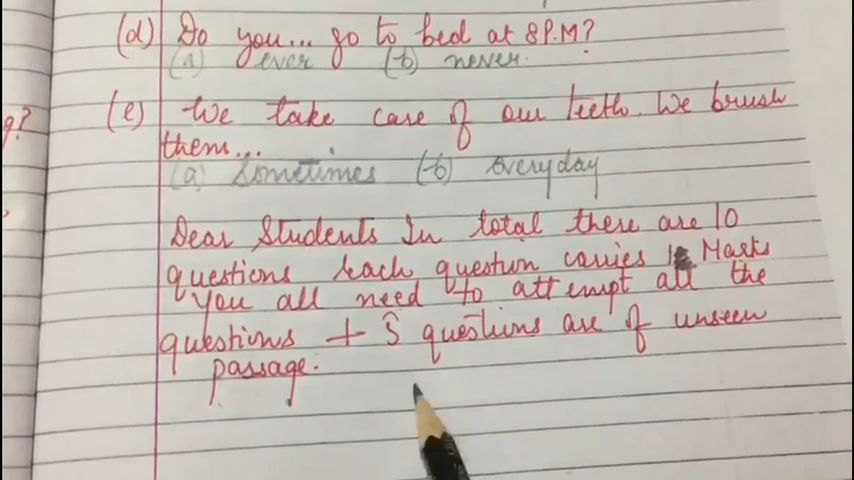 g?
(d) Do you... go to bed at 8P.M?
(a) ever (b) never.
(e) We take care of our teeth. We brush
them...
(a) Sometimes (b) everyday
Dear Students In total there are 10
questions each question carries 1 Marks
You all need to attempt all the
questions + 5 questions are of unseen
passage.